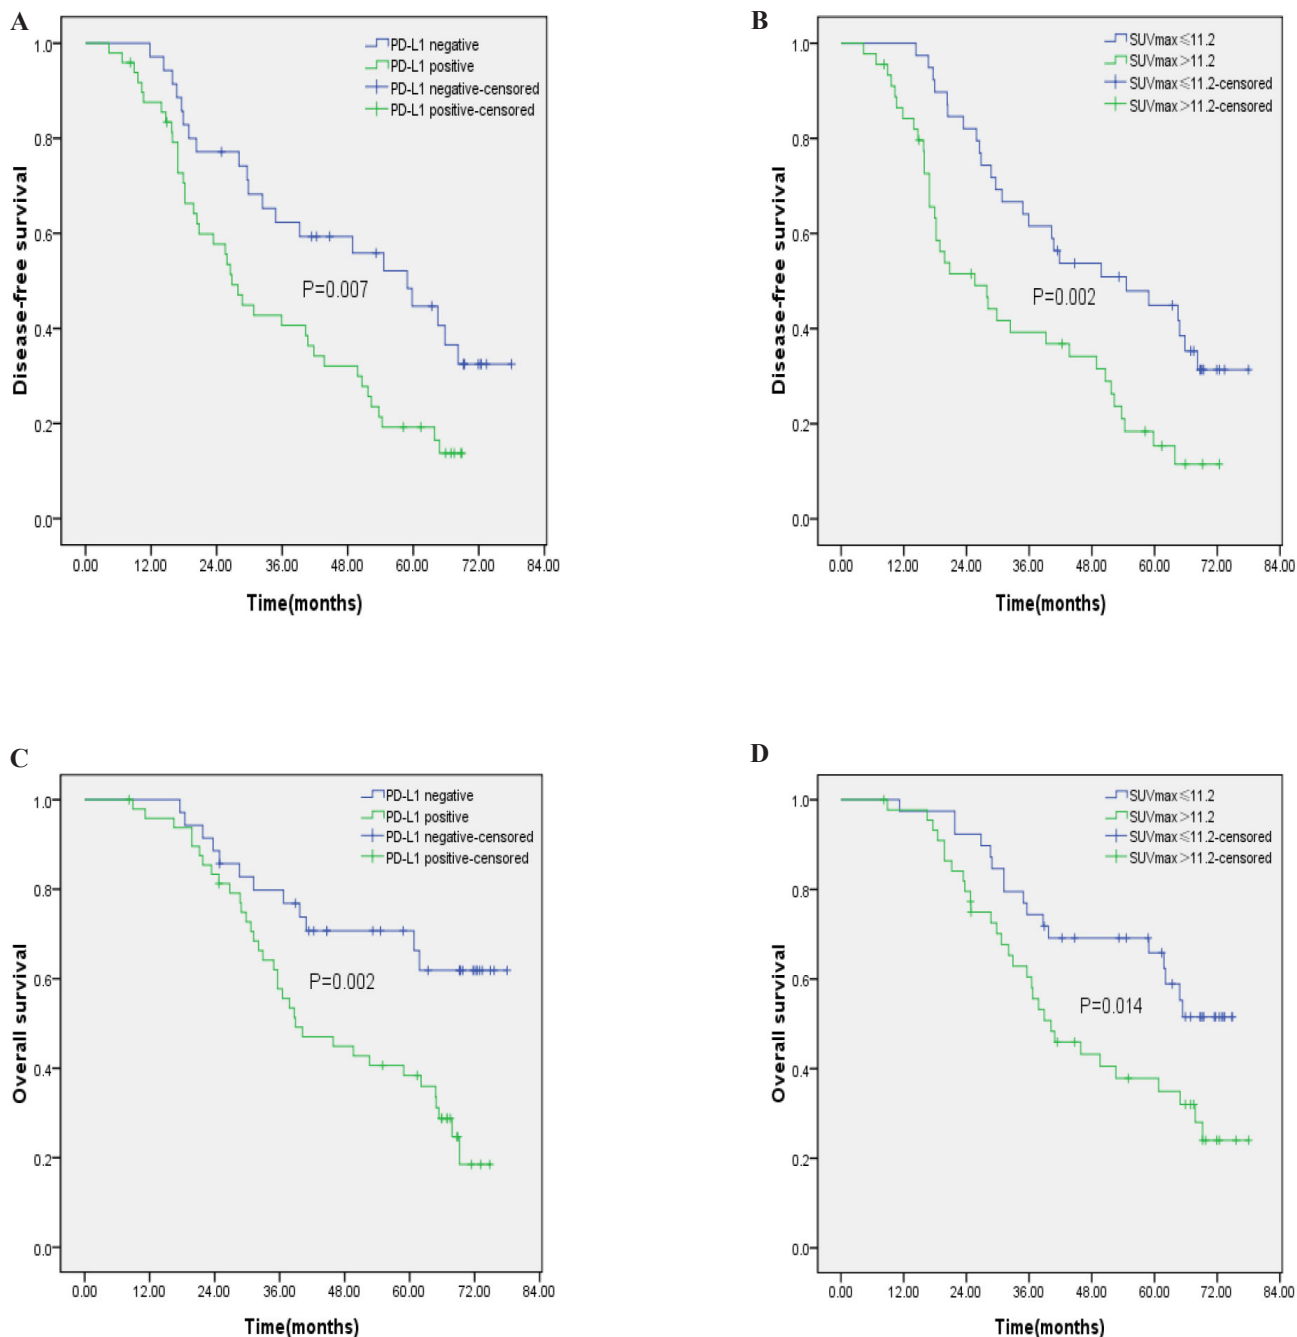 A
PD-L1 negative
PD-L1 positive
PD-L1 negative-censored
PD-L1 positive-censored
1.0
0.8
0.6
0.4
0.2
0.0
Disease-free survival
P=0.007
0.00 12.00 24.00 36.00 48.00 60.00 72.00 84.00
Time(months)
B
SUVmax≤11.2
SUVmax>11.2
SUVmax≤11.2-censored
SUVmax>11.2-censored
1.0
0.8
0.6
0.4
0.2
0.0
Disease-free survival
P=0.002
0.00 12.00 24.00 36.00 48.00 60.00 72.00 84.00
Time(months)
C
PD-L1 negative
PD-L1 positive
PD-L1 negative-censored
PD-L1 positive-censored
1.0
0.8
0.6
0.4
0.2
0.0
Overall survival
P=0.002
0.00 12.00 24.00 36.00 48.00 60.00 72.00 84.00
Time(months)
D
SUVmax≤11.2
SUVmax>11.2
SUVmax≤11.2-censored
SUVmax>11.2-censored
1.0
0.8
0.6
0.4
0.2
0.0
Overall survival
P=0.014
0.00 12.00 24.00 36.00 48.00 60.00 72.00 84.00
Time(months)